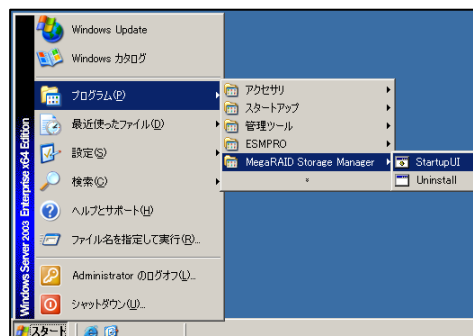 Windows Update
Windows カタログ
プログラム(P)
最近使ったファイル(D)
設定(S)
検索(C)
ヘルプとサポート(H)
ファイル名を指定して実行(R)...
Administrator のログオフ(L)...
シャットダウン(U)...
Windows Server 2003 Enterprise x64 Edition
アクセサリ
スタートアップ
管理ツール
ESMPRO
MegaRAID Storage Manager
StartupUI
Uninstall
スタート